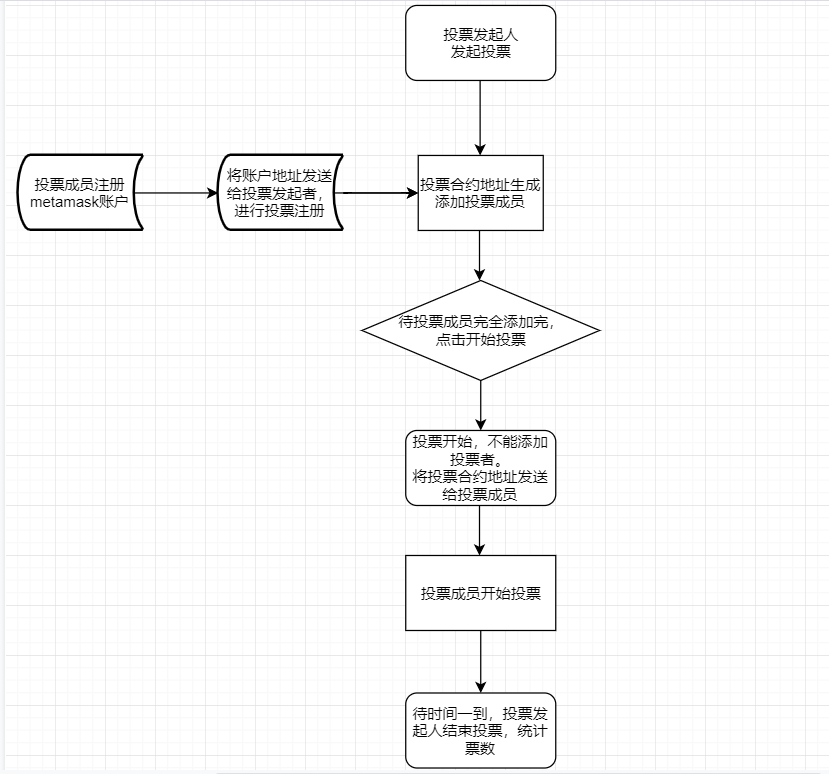 投票发起人
发起投票
投票成员注册
metamask账户
将账户地址发送
给投票发起者，
进行投票注册
投票合约地址生成
添加投票成员
待投票成员完全添加完，
点击开始投票
投票开始，不能添加
投票者。
将投票合约地址发送
给投票成员
投票成员开始投票
待时间一到，投票发
起人结束投票，统计
票数